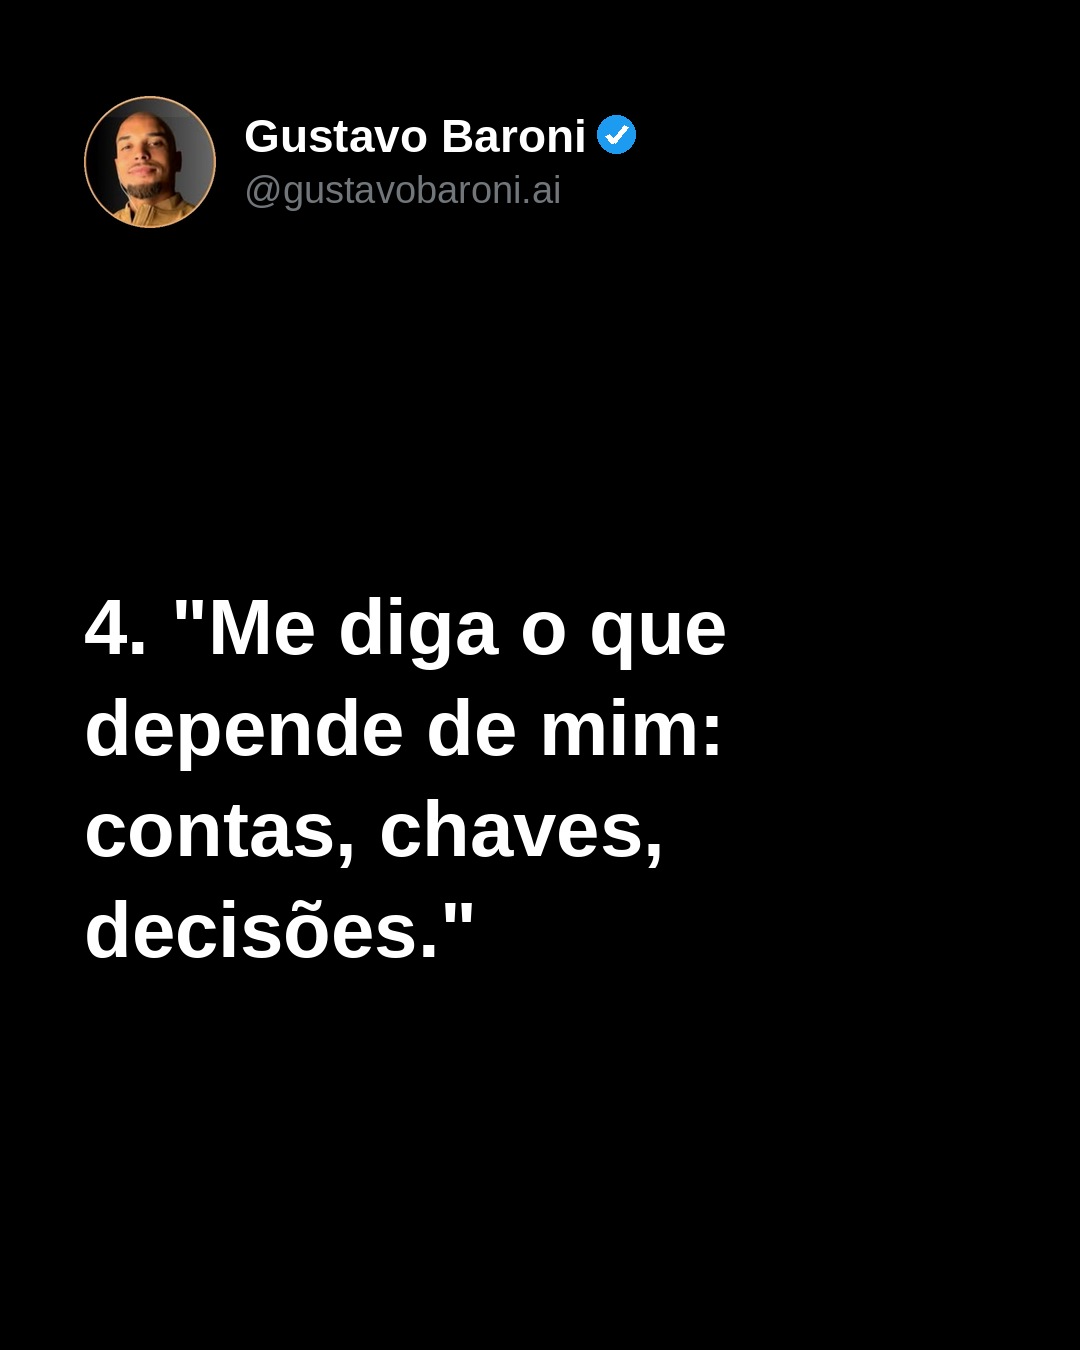 Gustavo Baroni
@gustavobaroni.ai
4. "Me diga o que
depende de mim:
contas, chaves,
decisões."